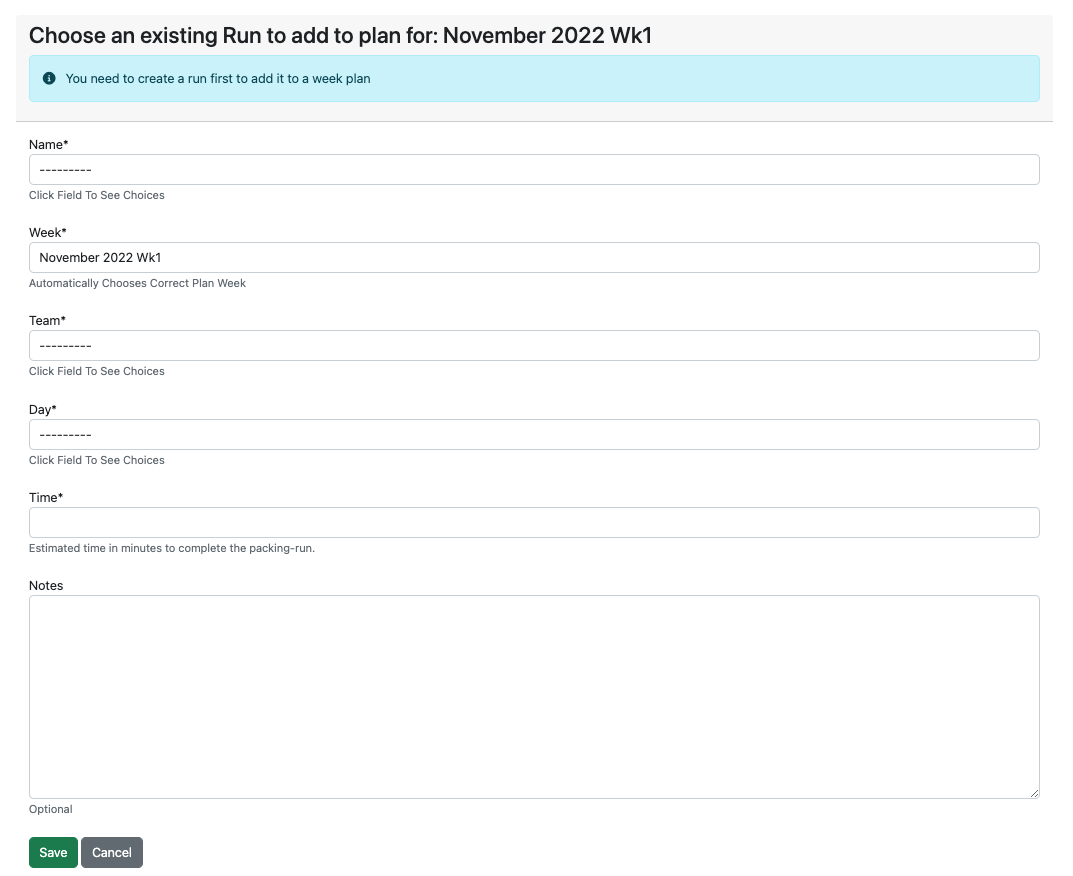 Choose an existing Run to add to plan for: November 2022 Wk1
You need to create a run first to add it to a week plan
Name*
---------
Click Field To See Choices
Week*
November 2022 Wk1
Automatically Chooses Correct Plan Week
Team*
---------
Click Field To See Choices
Day*
---------
Click Field To See Choices
Time*
Estimated time in minutes to complete the packing-run.
Notes
Optional
Save Cancel